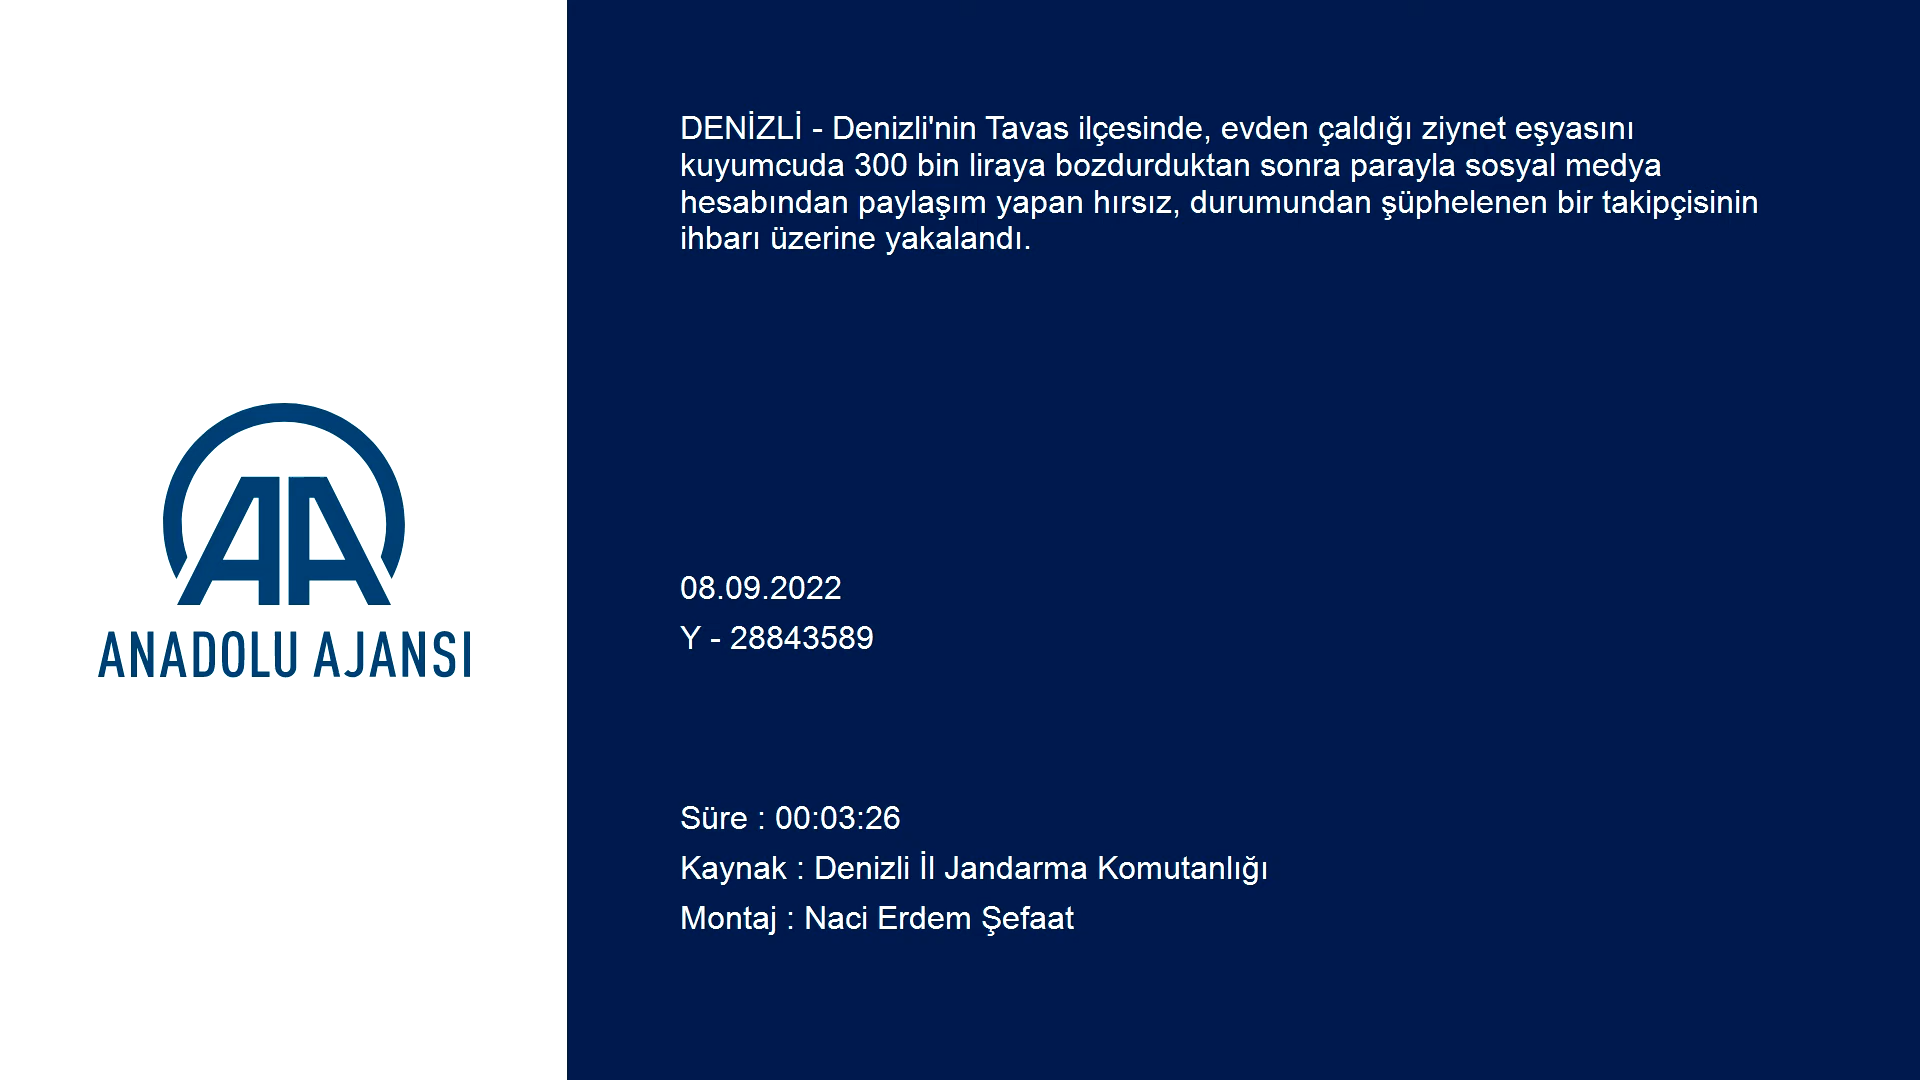 DENİZLİ - Denizli'nin Tavas ilçesinde, evden çaldığı ziynet eşyasını
kuyumcuda 300 bin liraya bozdurduktan sonra parayla sosyal medya
hesabından paylaşım yapan hırsız, durumundan şüphelenen bir takipçisinin
ihbarı üzerine yakalandı.
AA
ANADOLU AJANSI
08.09.2022
Y - 28843589
Süre : 00:03:26
Kaynak : Denizli İl Jandarma Komutanlığı
Montaj : Naci Erdem Şefaat